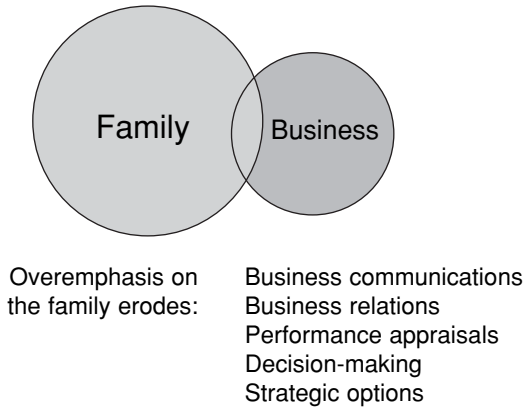 Family
Business
Overemphasis on
the family erodes:
Business communications
Business relations
Performance appraisals
Decision-making
Strategic options